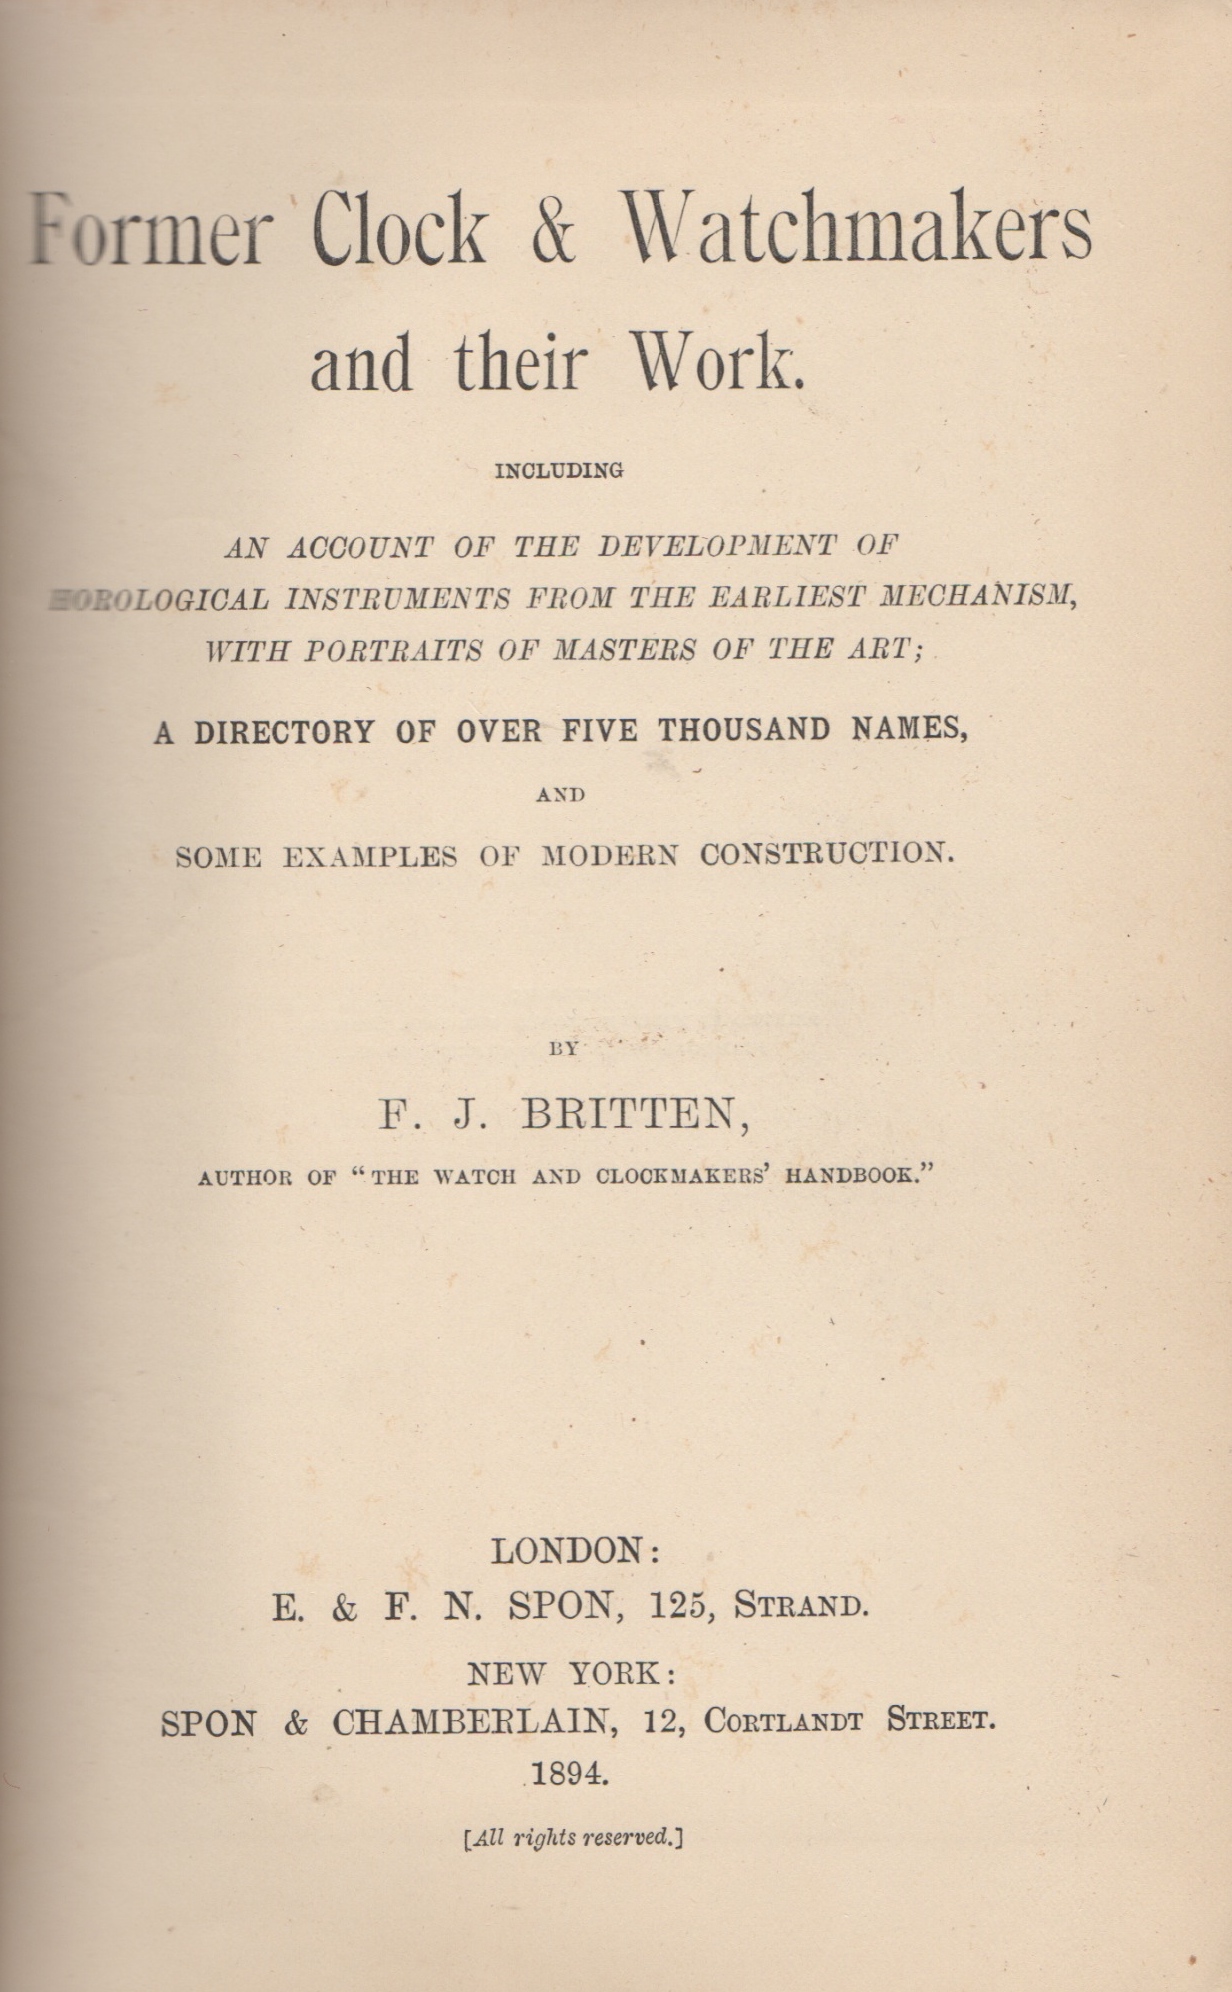 Former Clock & Watchmakers
and their Work.
INCLUDING
AN ACCOUNT OF THE DEVELOPMENT OF
HOROLOGICAL INSTRUMENTS FROM THE EARLIEST MECHANISM,
WITH PORTRAITS OF MASTERS OF THE ART;
A DIRECTORY OF OVER FIVE THOUSAND NAMES,
AND
SOME EXAMPLES OF MODERN CONSTRUCTION.
BY
F. J. BRITTEN,
AUTHOR OF "THE WATCH AND CLOCKMAKERS' HANDBOOK."
LONDON:
E. & F. N. SPON, 125, STRAND.
NEW YORK:
SPON & CHAMBERLAIN, 12, CORTLANDT STREET.
1894.
[All rights reserved.]